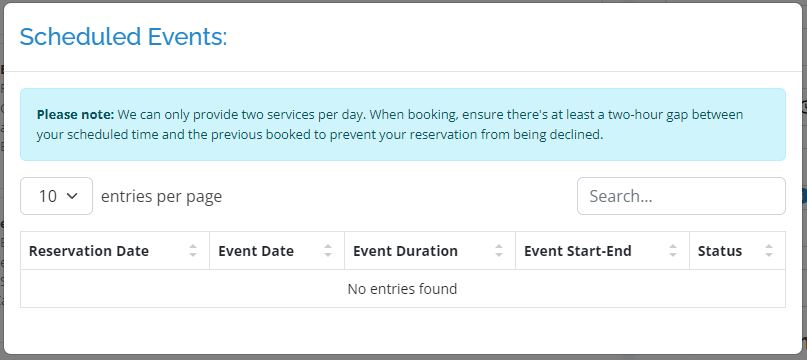 Scheduled Events:
Please note: We can only provide two services per day. When booking, ensure there's at least a two-hour gap between
your scheduled time and the previous booked to prevent your reservation from being declined.
10 entries per page Search...
Reservation Date Event Date Event Duration Event Start-End Status
No entries found